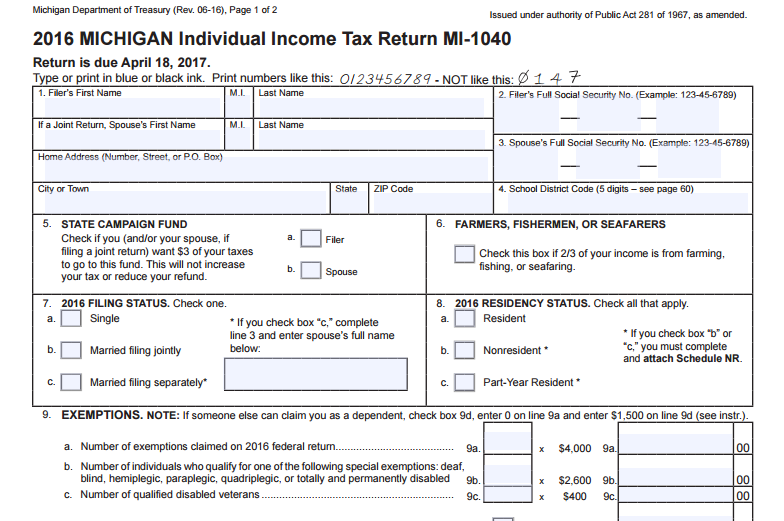 Michigan Department of Treasury (Rev. 06-16), Page 1 of 2
Issued under authority of Public Act 281 of 1967, as amended.
2016 MICHIGAN Individual Income Tax Return MI-1040
Return is due April 18, 2017.
Type or print in blue or black ink. Print numbers like this: 0123456789 - NOT like this: Ø 1 4 7
1. Filer's First Name M.I. Last Name
2. Filer's Full Social Security No. (Example: 123-45-6789)
If a Joint Return, Spouse's First Name M.I. Last Name
3. Spouse's Full Social Security No. (Example: 123-45-6789)
Home Address (Number, Street, or P.O. Box)
City or Town State ZIP Code
4. School District Code (5 digits – see page 60)
5. STATE CAMPAIGN FUND
Check if you (and/or your spouse, if
filing a joint return) want $3 of your taxes
to go to this fund. This will not increase
your tax or reduce your refund.
a. Filer
b. Spouse
6. FARMERS, FISHERMEN, OR SEAFARERS
Check this box if 2/3 of your income is from farming,
fishing, or seafaring.
7. 2016 FILING STATUS. Check one.
a. Single
b. Married filing jointly
c. Married filing separately*
* If you check box "c," complete
line 3 and enter spouse's full name
below:
8. 2016 RESIDENCY STATUS. Check all that apply.
a. Resident
b. Nonresident *
c. Part-Year Resident *
* If you check box "b" or
"c," you must complete
and attach Schedule NR.
9. EXEMPTIONS. NOTE: If someone else can claim you as a dependent, check box 9d, enter 0 on line 9a and enter $1,500 on line 9d (see instr.).
a. Number of exemptions claimed on 2016 federal return.................................... 9a. x $4,000 9a. 00
b. Number of individuals who qualify for one of the following special exemptions: deaf,
blind, hemiplegic, paraplegic, quadriplegic, or totally and permanently disabled 9b. x $2,600 9b. 00
c. Number of qualified disabled veterans ............................................................. 9c. x $400 9c. 00